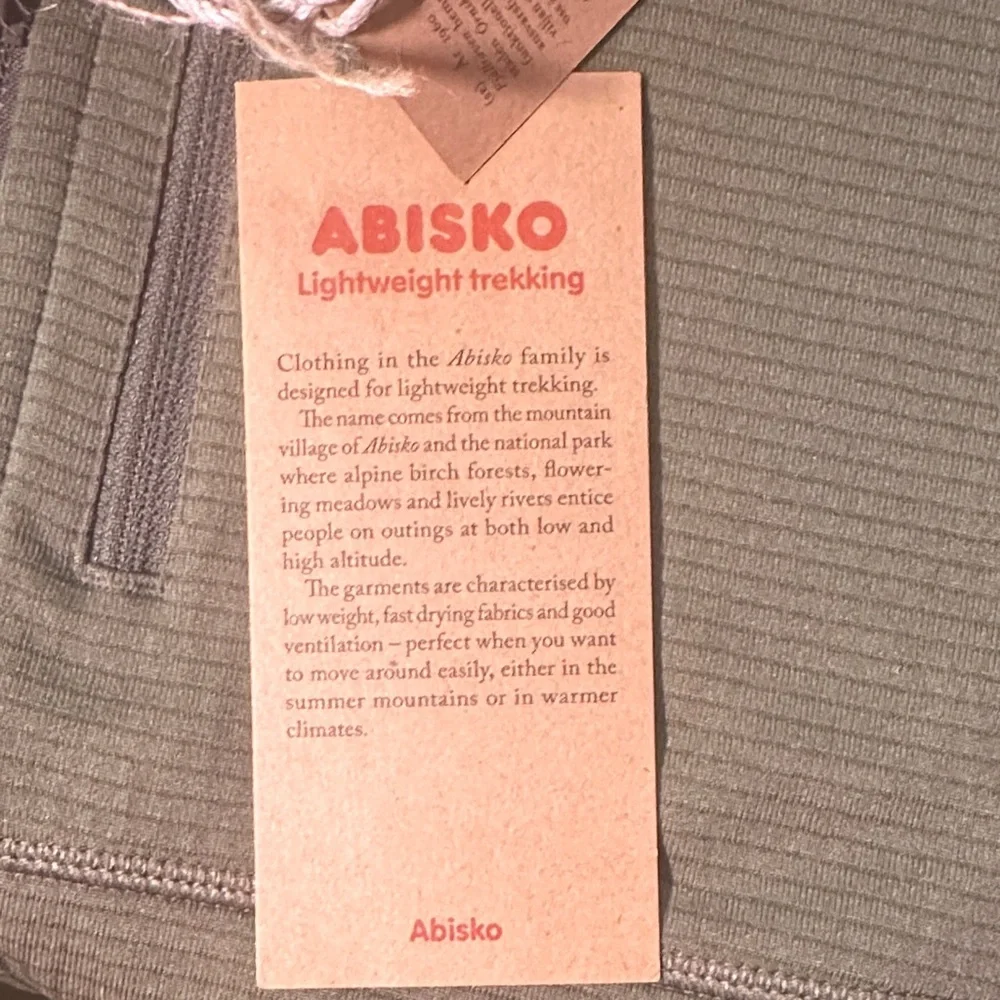 ABISKO
Lightweight trekking
Clothing in the Abisko family is
designed for lightweight trekking.
The name comes from the mountain
village of Abisko and the national park
where alpine birch forests, flower-
ing meadows and lively rivers entice
people on outings at both low and
high altitude.
The garments are characterised by
low weight, fast drying fabrics and good
ventilation – perfect when you want
to move around easily, either in the
summer mountains or in warmer
climates.
Abisko